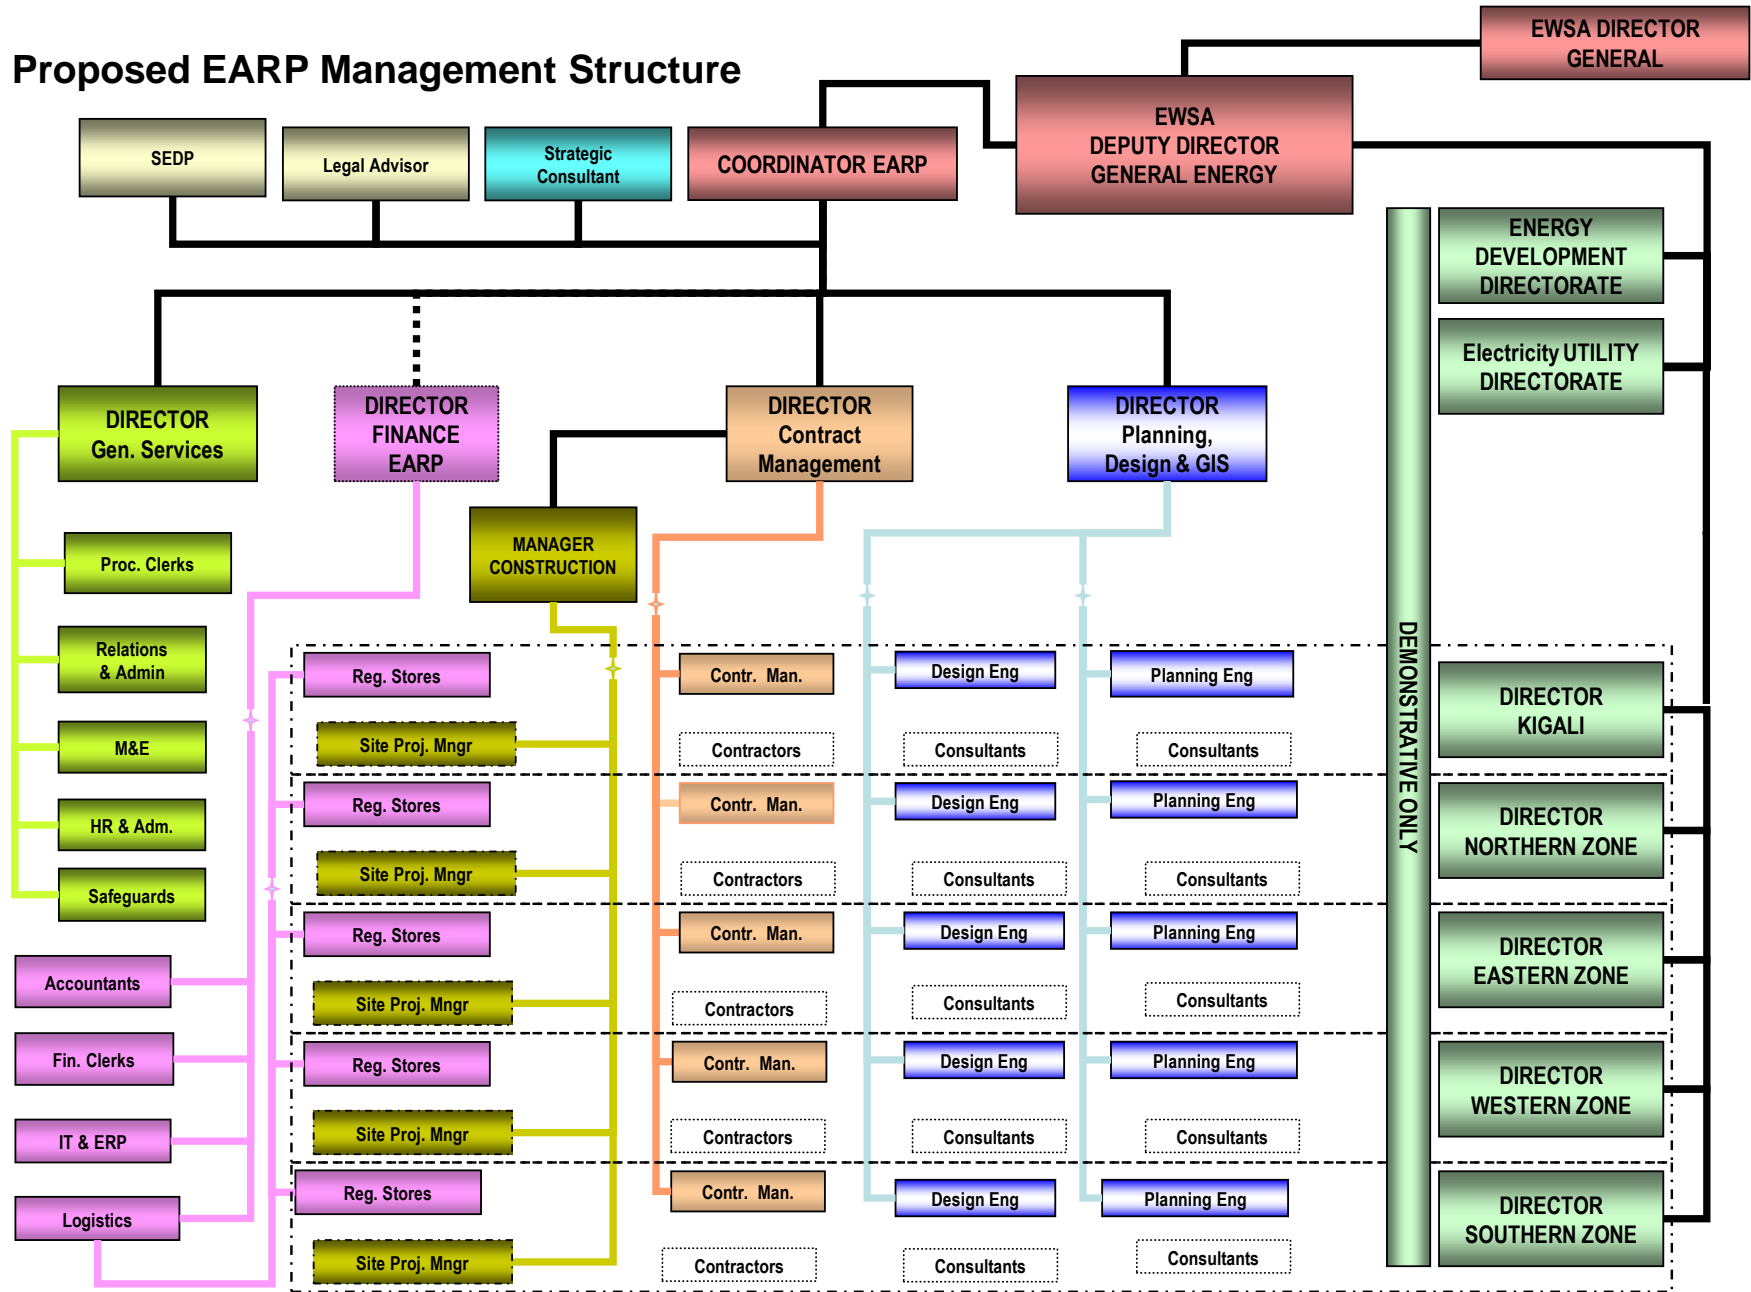 Proposed EARP Management Structure
EWSA DIRECTOR
GENERAL
EWSA
DEPUTY DIRECTOR
GENERAL ENERGY
SEDP
Legal Advisor
Strategic
Consultant
COORDINATOR EARP
ENERGY
DEVELOPMENT
DIRECTORATE
Electricity UTILITY
DIRECTORATE
DIRECTOR
Gen. Services
DIRECTOR
FINANCE
EARP
DIRECTOR
Contract
Management
DIRECTOR
Planning,
Design & GIS
MANAGER
CONSTRUCTION
Proc. Clerks
Relations
& Admin
M&E
HR & Adm.
Safeguards
Accountants
Fin. Clerks
IT & ERP
Logistics
DEMONSTRATIVE ONLY
Reg. Stores
Contr. Man.
Design Eng
Planning Eng
DIRECTOR
KIGALI
Site Proj. Mngr
Contractors
Consultants
Consultants
Reg. Stores
Contr. Man.
Design Eng
Planning Eng
DIRECTOR
NORTHERN ZONE
Site Proj. Mngr
Contractors
Consultants
Consultants
Reg. Stores
Contr. Man.
Design Eng
Planning Eng
DIRECTOR
EASTERN ZONE
Site Proj. Mngr
Contractors
Consultants
Consultants
Reg. Stores
Contr. Man.
Design Eng
Planning Eng
DIRECTOR
WESTERN ZONE
Site Proj. Mngr
Contractors
Consultants
Consultants
Reg. Stores
Contr. Man.
Design Eng
Planning Eng
DIRECTOR
SOUTHERN ZONE
Site Proj. Mngr
Contractors
Consultants
Consultants